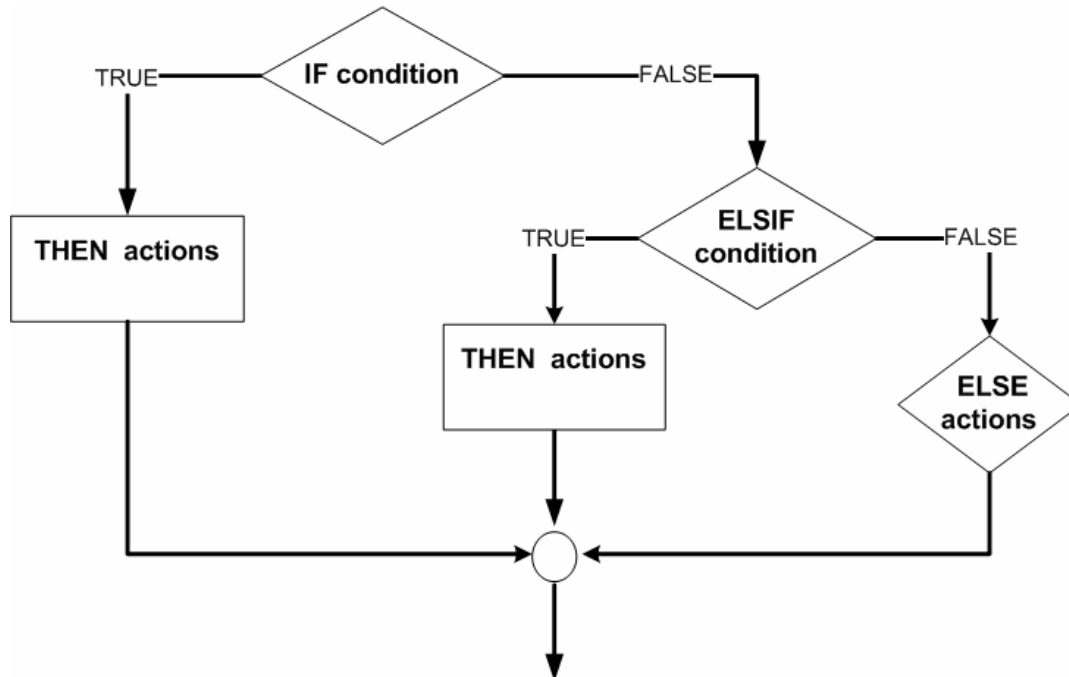 IF condition
TRUE
FALSE
THEN actions
ELSIF
condition
TRUE
FALSE
THEN actions
ELSE
actions